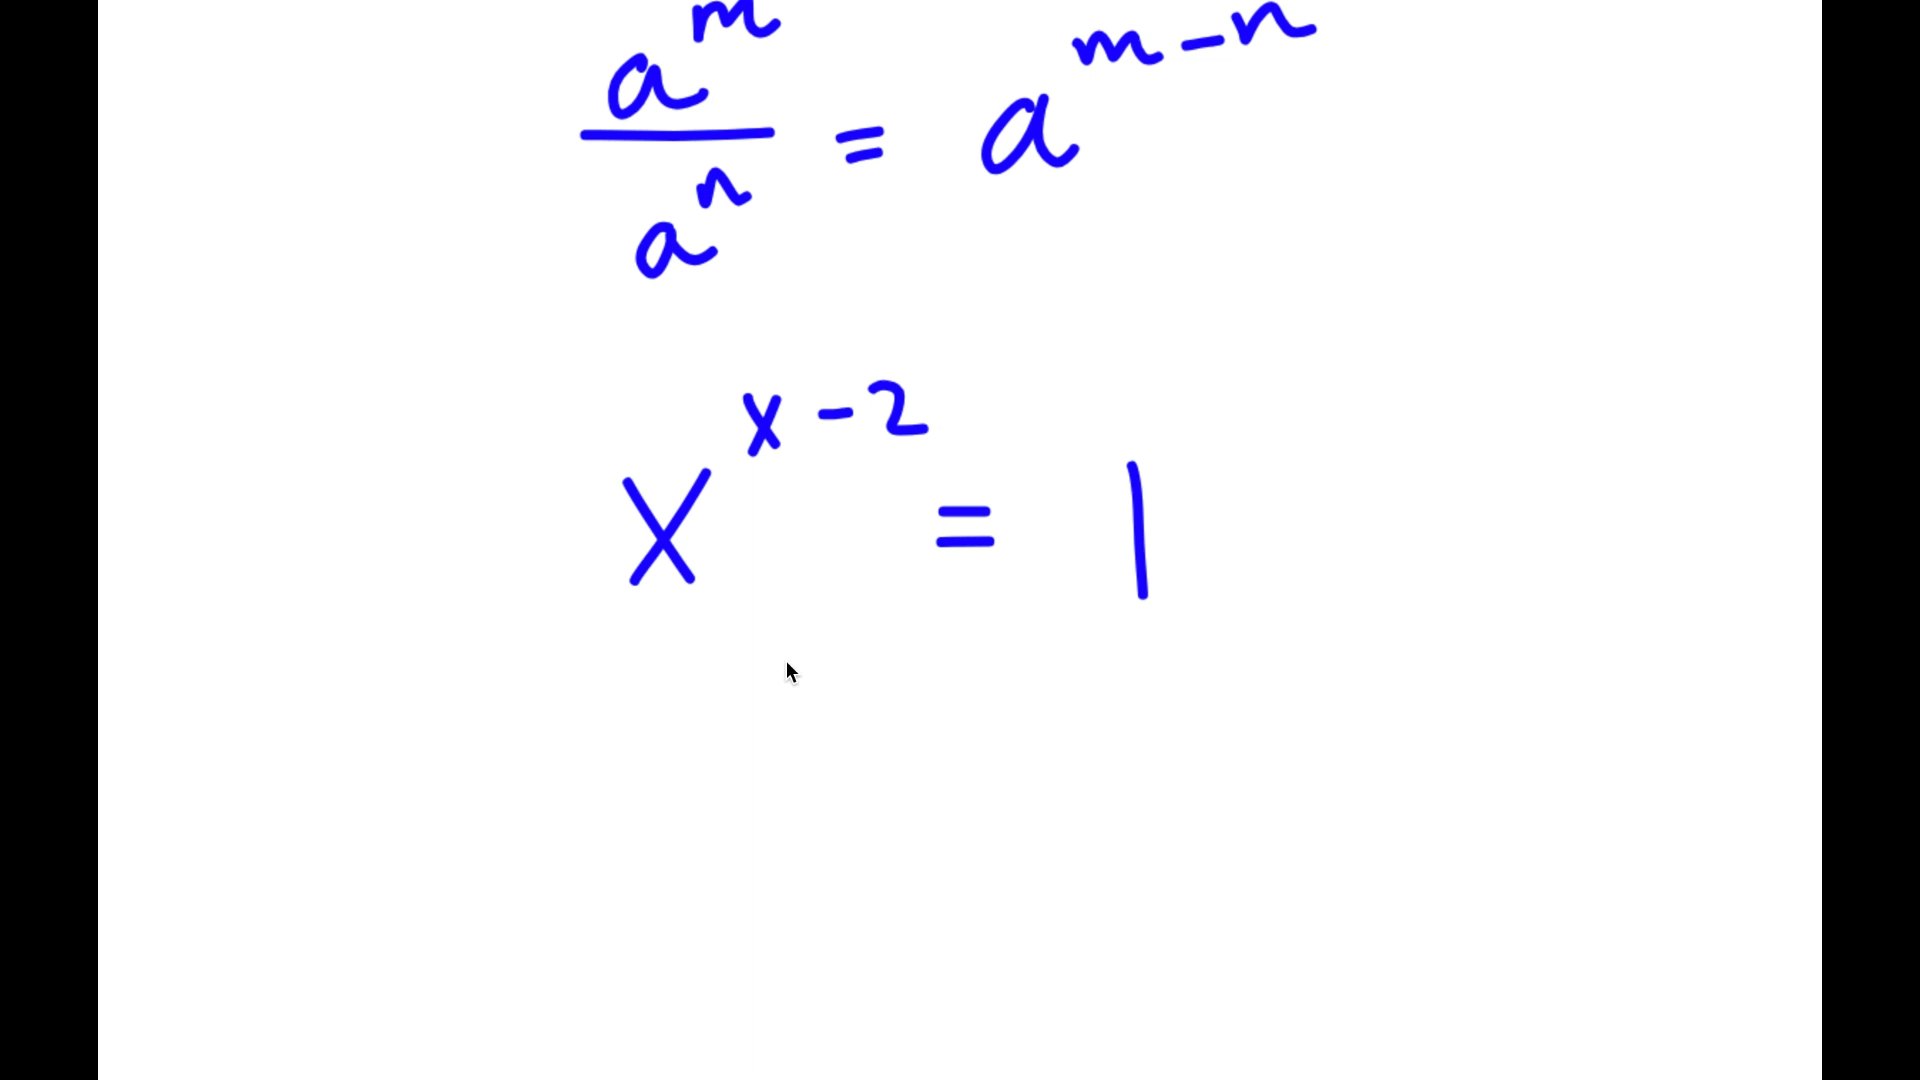 a^m / a^n = a^(m-n)
x^(x-2) = 1